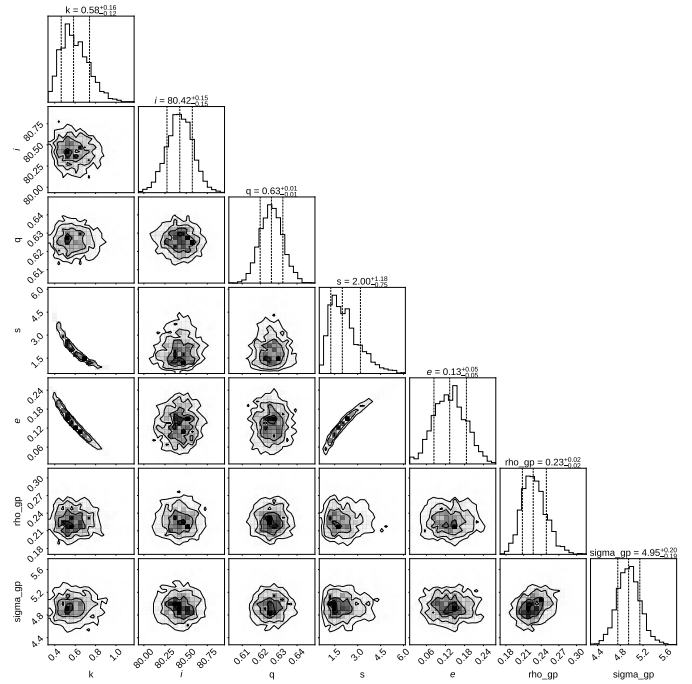 k = 0.58+0.16 −0.12
i = 80.42+0.15 −0.15
80.75
80.50
80.25
80.00
i
q = 0.63+0.01 −0.01
0.64
0.63
0.62
0.61
q
s = 2.00+1.18 −0.75
6.0
4.5
3.0
1.5
s
e = 0.13+0.05 −0.05
0.24
0.18
0.12
0.06
e
rho_gp = 0.23+0.02 −0.02
0.30
0.27
0.24
0.21
0.18
rho_gp
sigma_gp = 4.95+0.20 −0.19
5.6
5.2
4.8
4.4
sigma_gp
0.4 0.6 0.8 1.0 80.00 80.25 80.50 80.75 0.61 0.62 0.63 0.64 1.5 3.0 4.5 6.0 0.06 0.12 0.18 0.24 0.18 0.21 0.24 0.27 0.30 4.4 4.8 5.2 5.6
k i q s e rho_gp sigma_gp